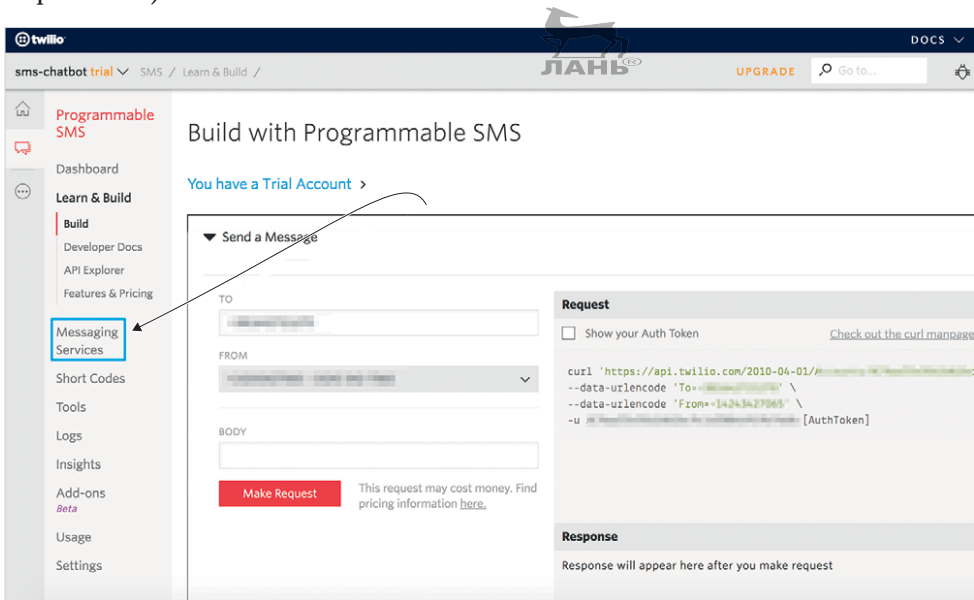 twilio
DOCS
ЛАНЬ®
sms-chatbot trial SMS / Learn & Build /
UPGRADE
Go to...
Programmable
SMS
Dashboard
Learn & Build
Build
Developer Docs
API Explorer
Features & Pricing
Messaging
Services
Short Codes
Tools
Logs
Insights
Add-ons
Beta
Usage
Settings
Build with Programmable SMS
You have a Trial Account >
Send a Message
TO
FROM
BODY
Make Request
This request may cost money. Find
pricing information here.
Request
Show your Auth Token
Check out the curl manpage
curl 'https://api.twilio.com/2010-04-01/
--data-urlencode 'To=
' \
--data-urlencode 'From=
' \
-u
[AuthToken]
Response
Response will appear here after you make request